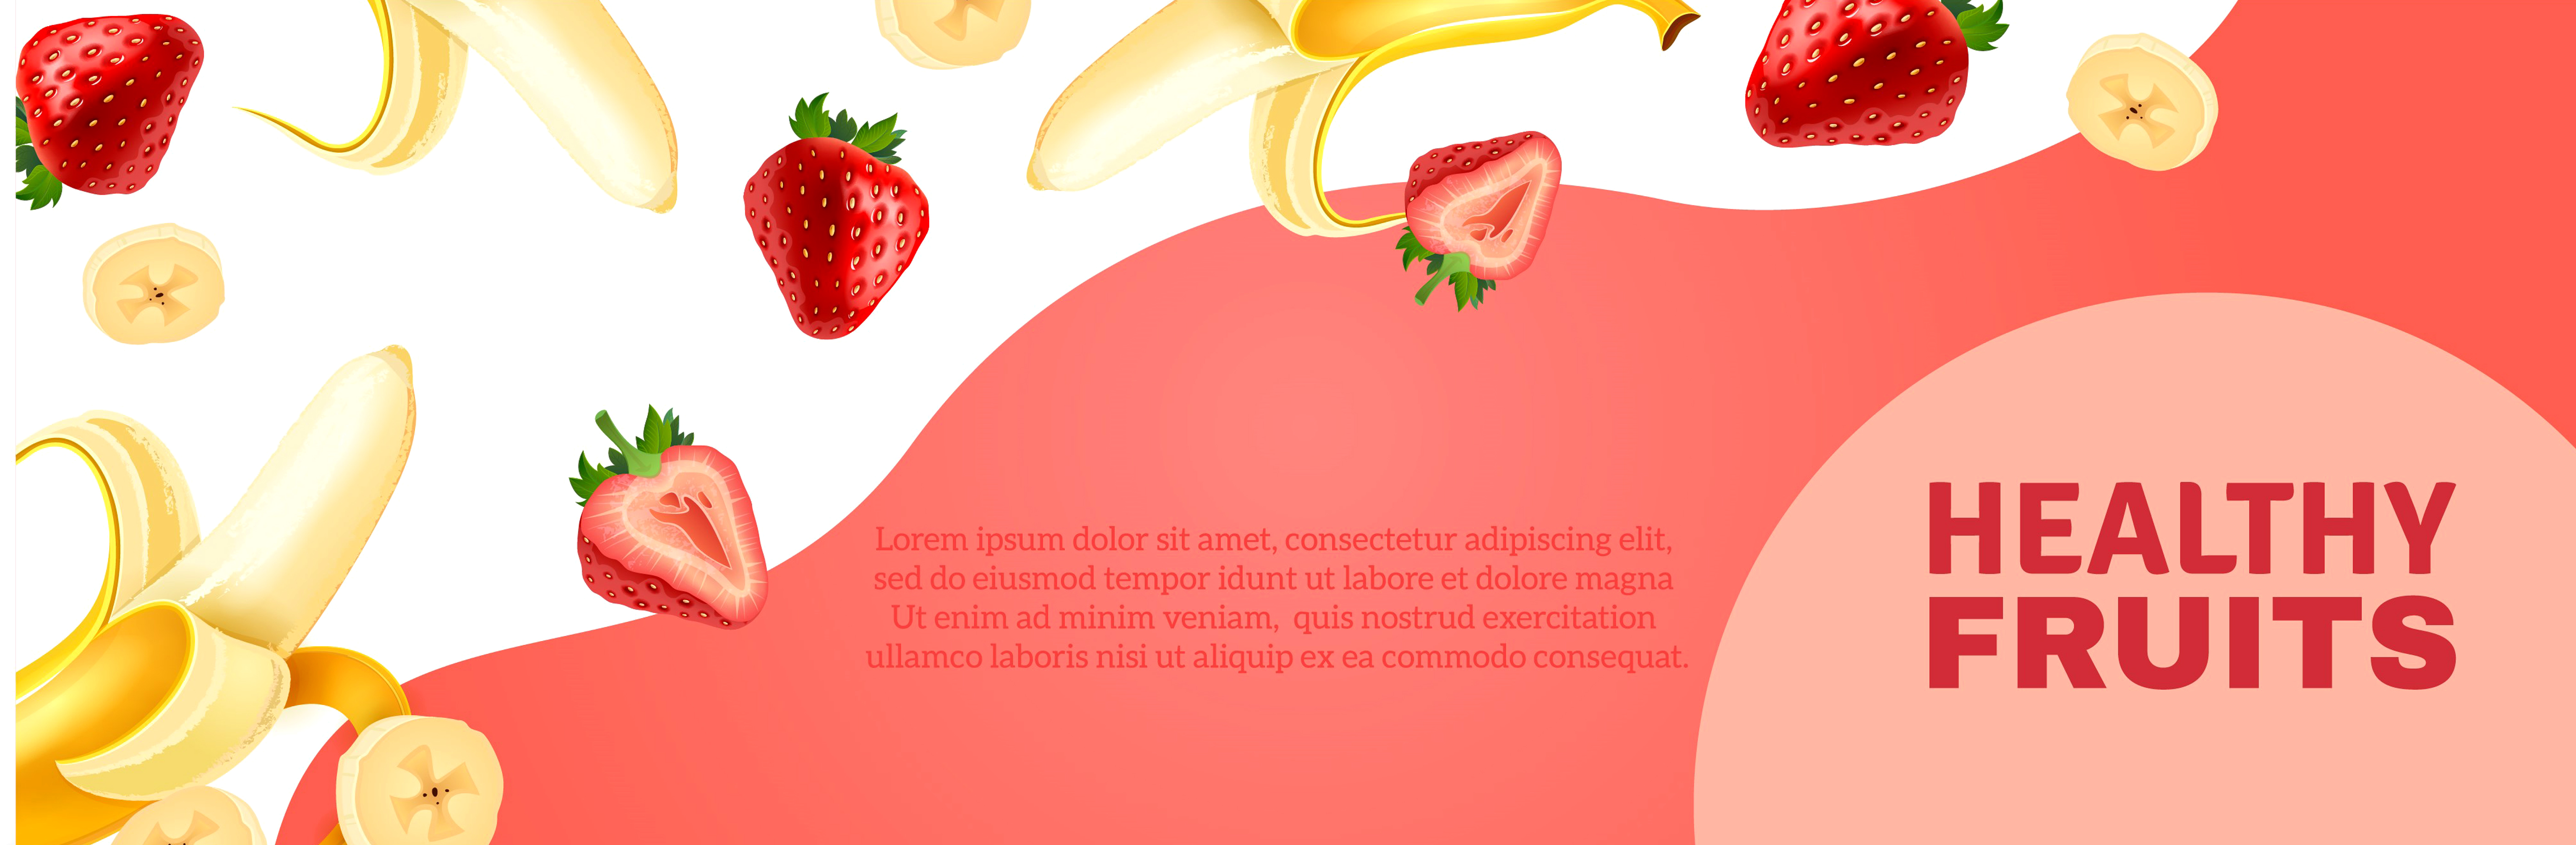 Lorem ipsum dolor sit amet, consectetur adipiscing elit,
sed do eiusmod tempor idunt ut labore et dolore magna
Ut enim ad minim veniam,  quis nostrud exercitation
ullamco laboris nisi ut aliquip ex ea commodo consequat.
HEALTHY
FRUITS